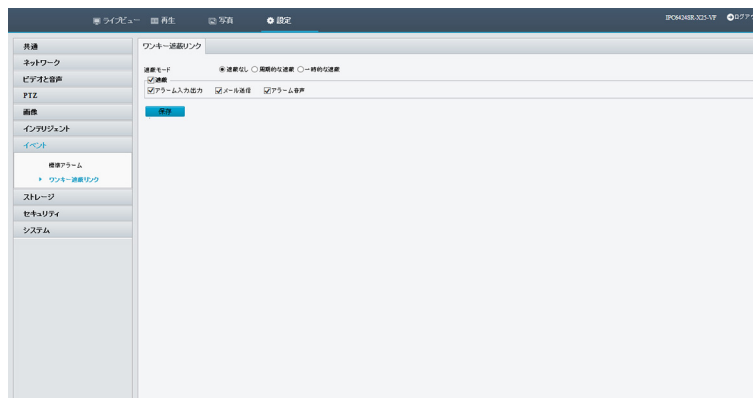 ライブビュー 再生 写真 設定 IPC6424SR-X25-VF ログアウ
共通
ネットワーク
ビデオと音声
PTZ
画像
インテリジェント
イベント
標準アラーム
ワンキー遮蔽リンク
ストレージ
セキュリティ
システム
ワンキー遮蔽リンク
遮蔽モード 遮蔽なし 周期的な遮蔽 一時的な遮蔽
遮蔽
アラーム入力出力 メール送信 アラーム音声
保存